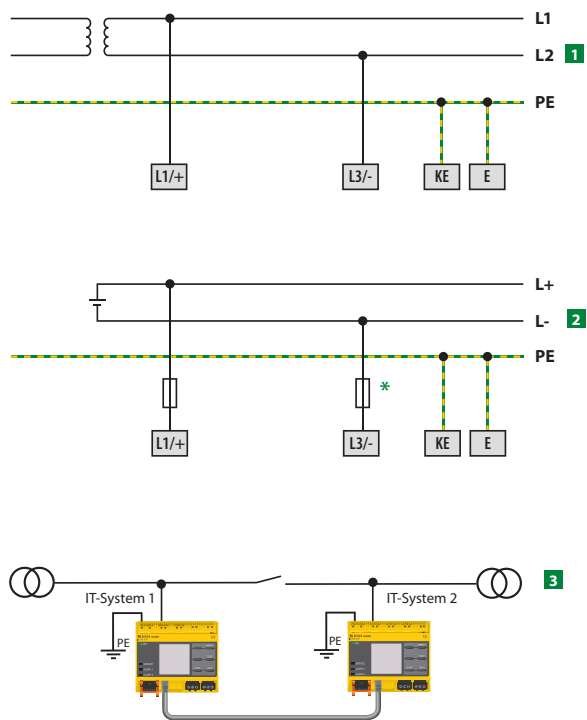 L1
L2 1
PE
L1/+ L3/- KE E
L+
L- 2
PE
*
L1/+ L3/- KE E
3
IT-System 1 IT-System 2
PE PE